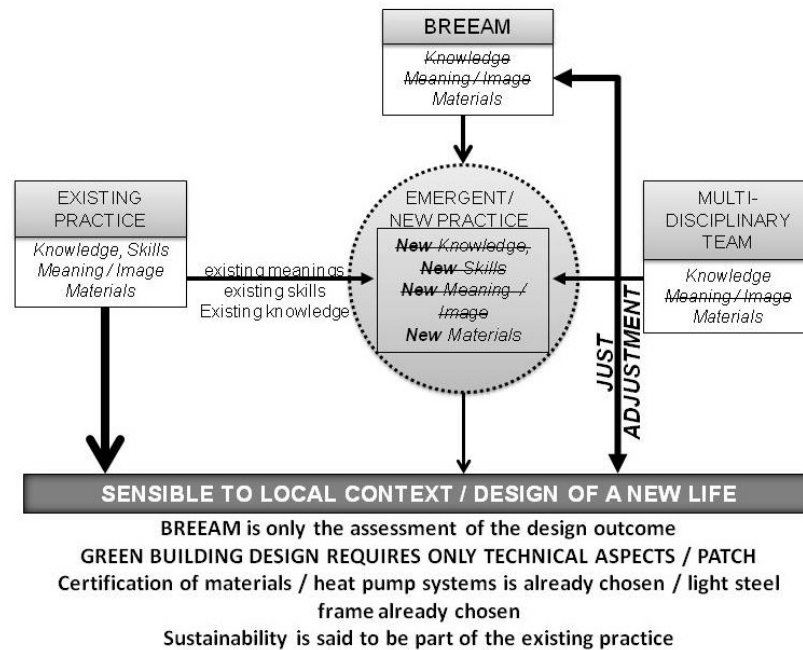 BREEAM
Knowledge
Meaning / Image
Materials
EXISTING
PRACTICE
Knowledge, Skills
Meaning / Image
Materials
existing meanings
existing skills
Existing knowledge
EMERGENT/
NEW PRACTICE
New Knowledge,
New Skills
New Meaning /
Image
New Materials
MULTI-
DISCIPLINARY
TEAM
Knowledge
Meaning / Image
Materials
JUST
ADJUSTMENT
SENSIBLE TO LOCAL CONTEXT / DESIGN OF A NEW LIFE
BREEAM is only the assessment of the design outcome
GREEN BUILDING DESIGN REQUIRES ONLY TECHNICAL ASPECTS / PATCH
Certification of materials / heat pump systems is already chosen / light steel
frame already chosen
Sustainability is said to be part of the existing practice